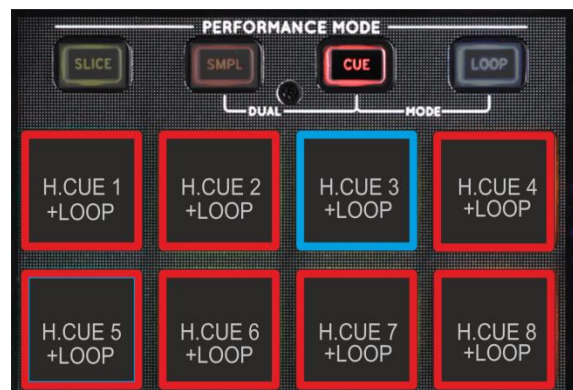 PERFORMANCE MODE
SLICE SMPL CUE LOOP
DUAL MODE
H.CUE 1 H.CUE 2 H.CUE 3 H.CUE 4
+LOOP +LOOP +LOOP +LOOP
H.CUE 5 H.CUE 6 H.CUE 7 H.CUE 8
+LOOP +LOOP +LOOP +LOOP